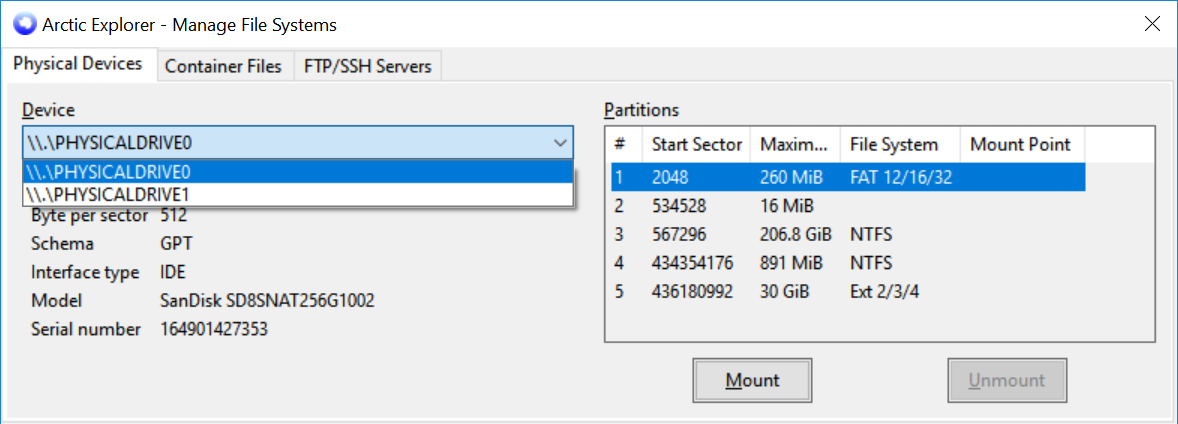 Arctic Explorer - Manage File Systems
Physical Devices Container Files FTP/SSH Servers
Device
\\.\PHYSICALDRIVE0
\\.\PHYSICALDRIVE0
\\.\PHYSICALDRIVE1
Byte per sector 512
Schema GPT
Interface type IDE
Model SanDisk SD8SNAT256G1002
Serial number 164901427353
Partitions
# Start Sector Maxim... File System Mount Point
1 2048 260 MiB FAT 12/16/32
2 534528 16 MiB
3 567296 206.8 GiB NTFS
4 434354176 891 MiB NTFS
5 436180992 30 GiB Ext 2/3/4
Mount Unmount